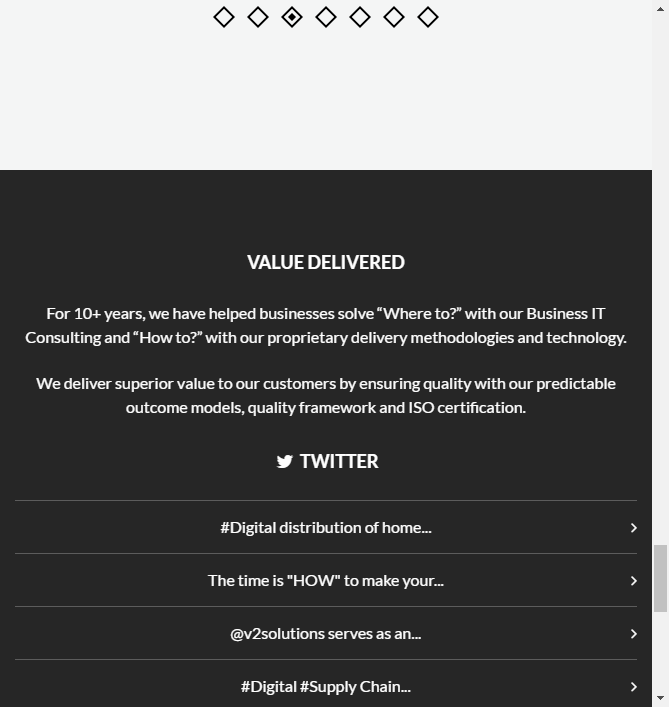 VALUE DELIVERED
For 10+ years, we have helped businesses solve “Where to?” with our Business IT
Consulting and “How to?” with our proprietary delivery methodologies and technology.
We deliver superior value to our customers by ensuring quality with our predictable
outcome models, quality framework and ISO certification.
TWITTER
#Digital distribution of home...
The time is "HOW" to make your...
@v2solutions serves as an...
#Digital #Supply Chain...